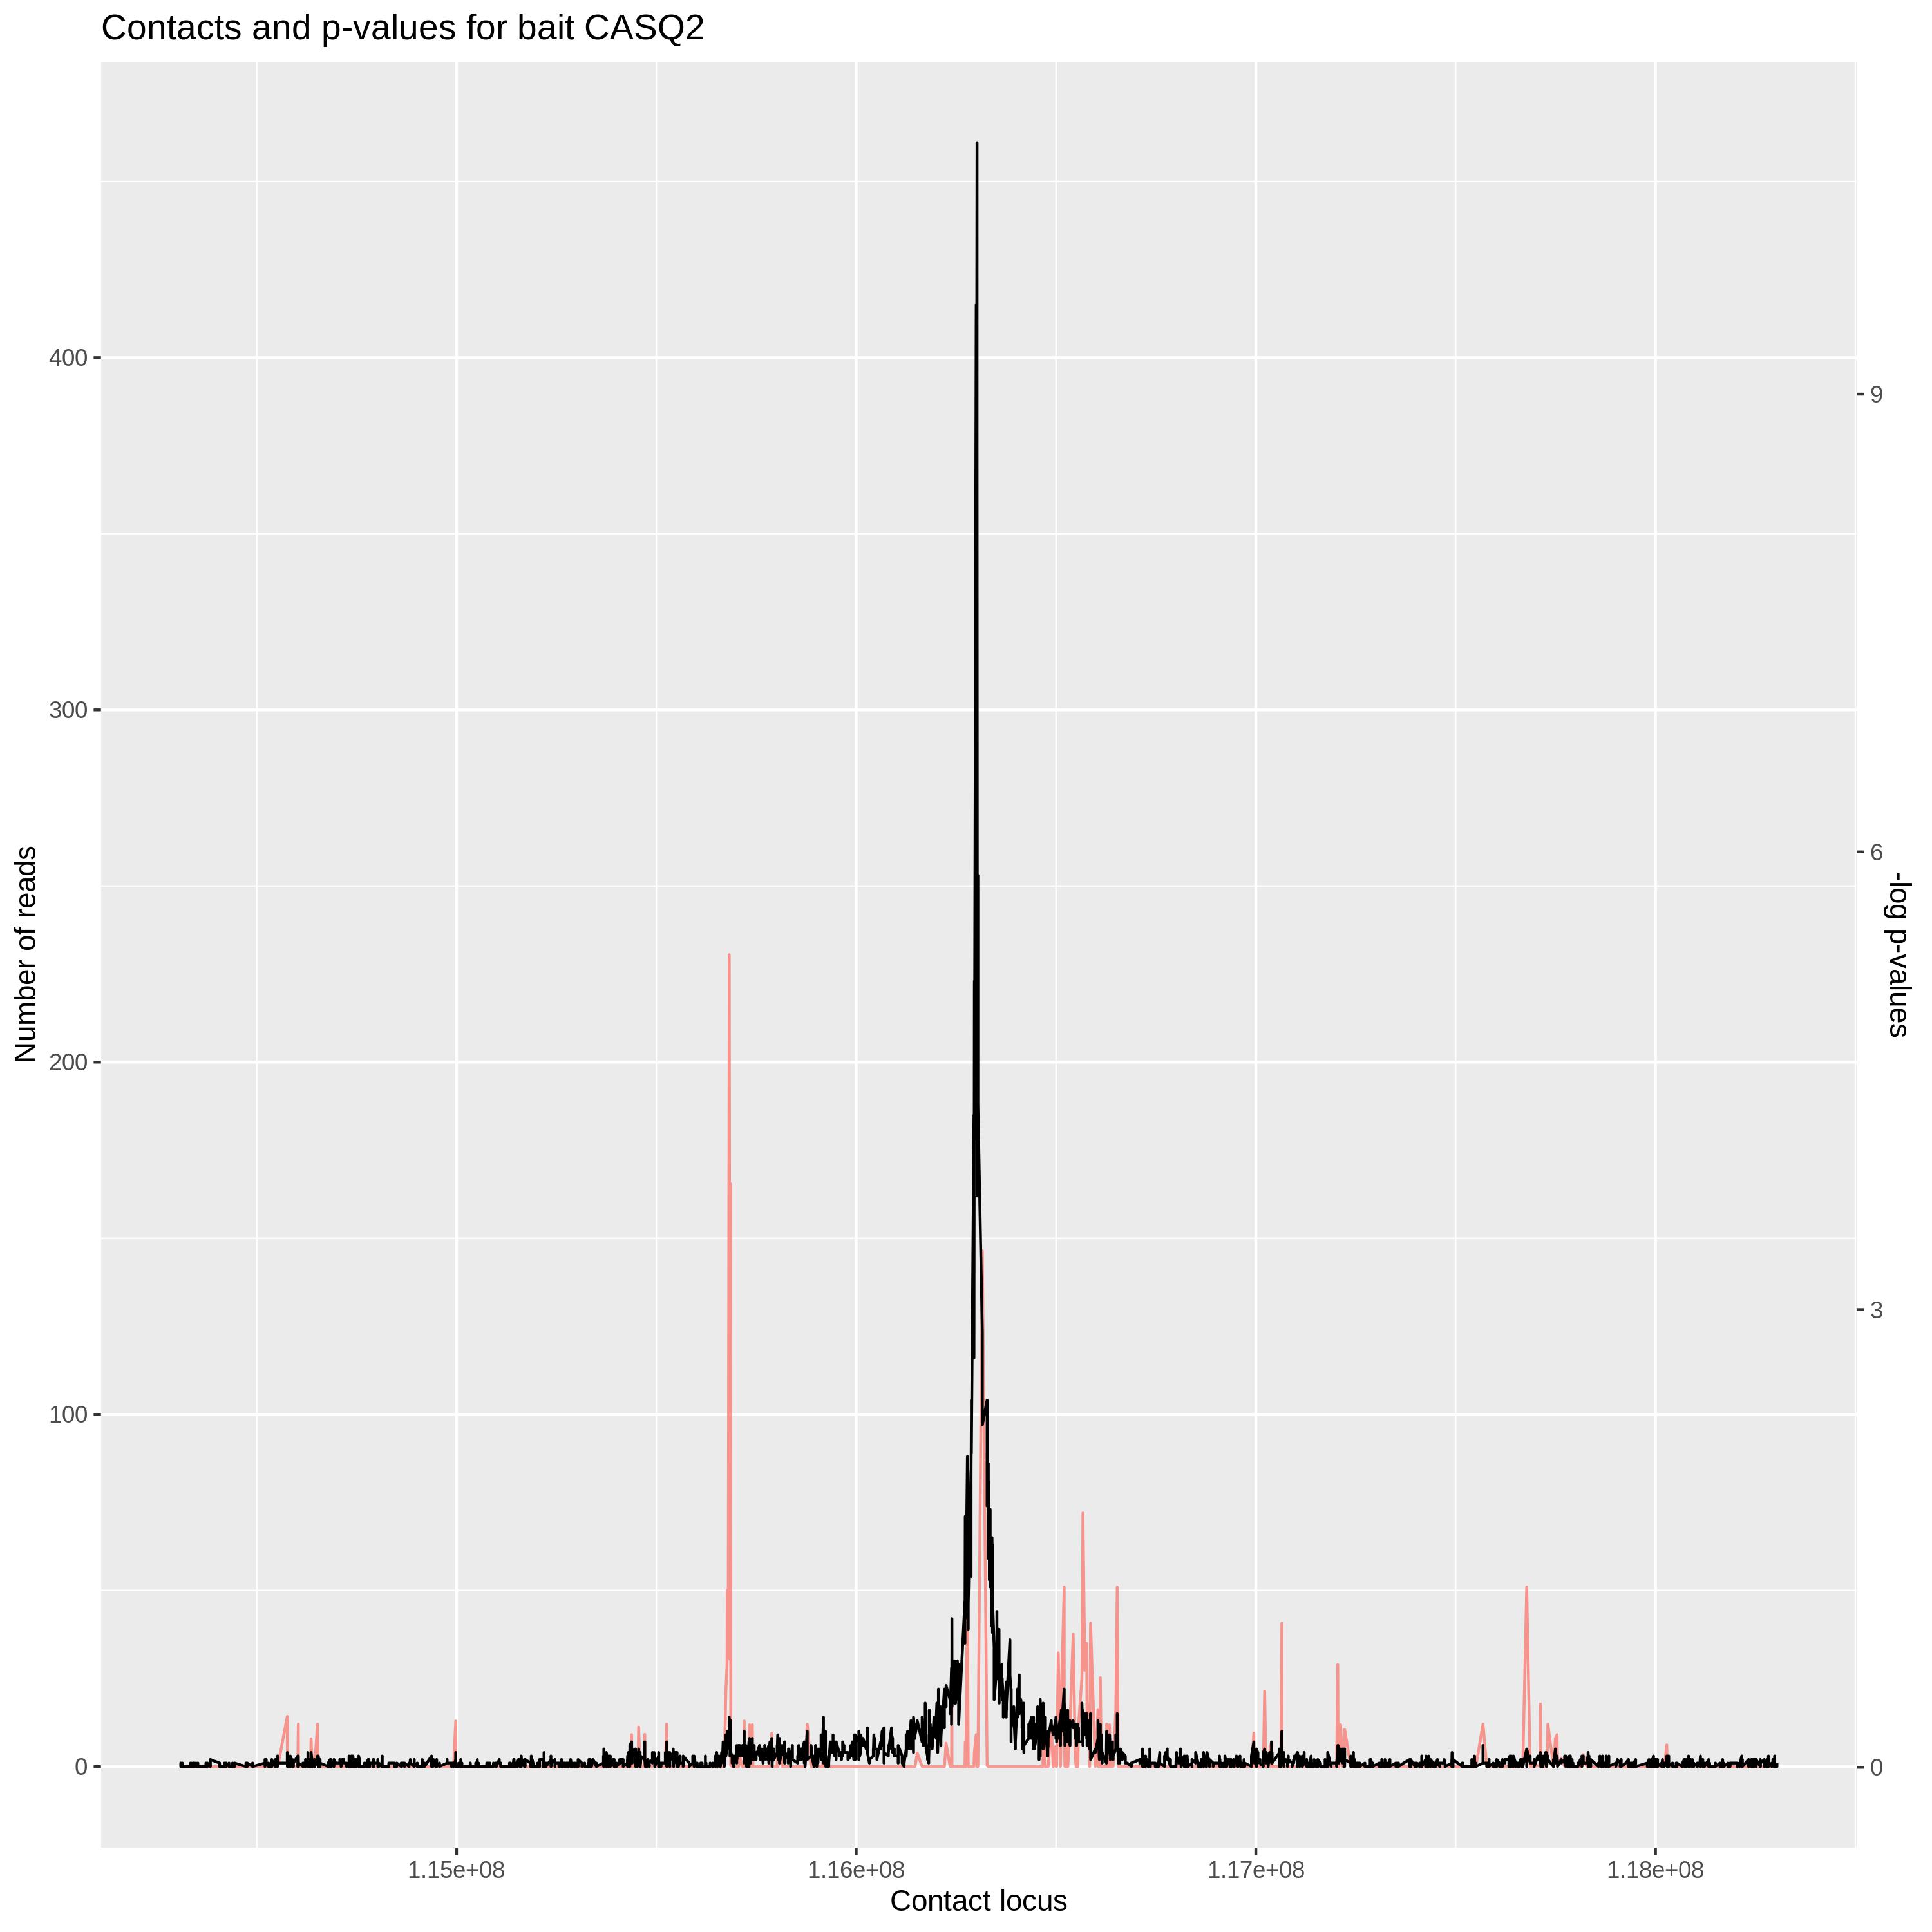 Contacts and p-values for bait CASQ2
Number of reads
400
300
200
100
0
9
6
3
0
-log p-values
1.15e+08
1.16e+08
1.17e+08
1.18e+08
Contact locus